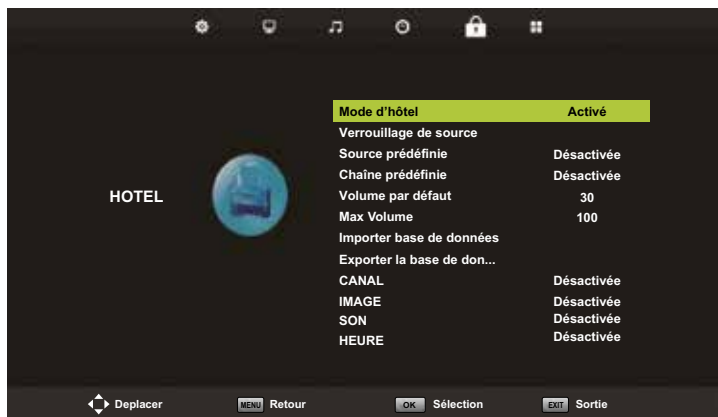 Mode d'hôtel Activé
Verrouillage de source
Source prédéfinie Désactivée
Chaîne prédéfinie Désactivée
HOTEL
Volume par défaut 30
Max Volume 100
Importer base de données
Exporter la base de don...
CANAL Désactivée
IMAGE Désactivée
SON Désactivée
HEURE Désactivée
Deplacer MENU Retour OK Sélection EXIT Sortie